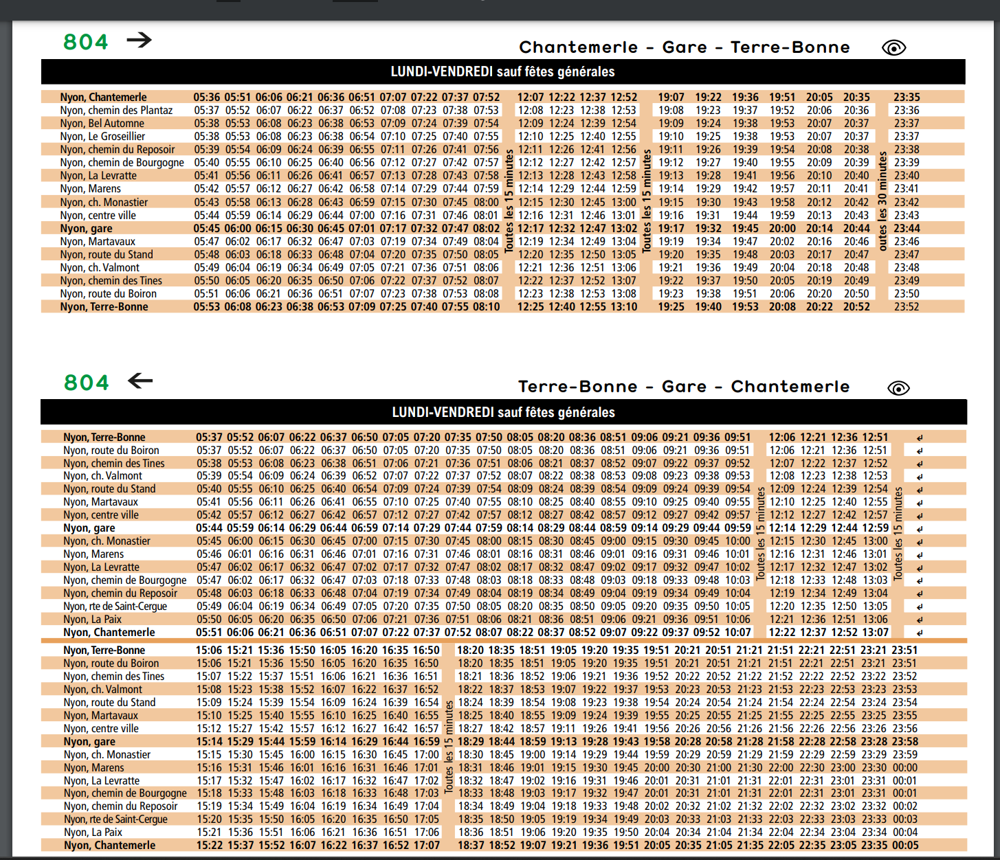 804 → Chantemerle – Gare – Terre-Bonne
LUNDI-VENDREDI sauf fêtes générales
Nyon, Chantemerle 05:36 05:51 06:06 06:21 06:36 06:51 07:07 07:22 07:37 07:52 12:07 12:22 12:37 12:52 19:07 19:22 19:36 19:51 20:05 20:35 23:35
Nyon, chemin des Plantaz 05:37 05:52 06:07 06:22 06:37 06:52 07:08 07:23 07:38 07:53 12:08 12:23 12:38 12:53 19:08 19:23 19:37 19:52 20:06 20:36 23:36
Nyon, Bel Automne 05:38 05:53 06:08 06:23 06:38 06:53 07:09 07:24 07:39 07:54 12:09 12:24 12:39 12:54 19:09 19:24 19:38 19:53 20:07 20:37 23:37
Nyon, Le Groseillier 05:38 05:53 06:08 06:23 06:38 06:54 07:10 07:25 07:40 07:55 12:10 12:25 12:40 12:55 19:10 19:25 19:38 19:53 20:07 20:37 23:37
Nyon, chemin du Reposoir 05:39 05:54 06:09 06:24 06:39 06:55 07:11 07:26 07:41 07:56 12:11 12:26 12:41 12:56 19:11 19:26 19:39 19:54 20:08 20:38 23:38
Nyon, chemin de Bourgogne 05:40 05:55 06:10 06:25 06:40 06:56 07:12 07:27 07:42 07:57 12:12 12:27 12:42 12:57 19:12 19:27 19:40 19:55 20:09 20:39 23:39
Nyon, La Levratte 05:41 05:56 06:11 06:26 06:41 06:57 07:13 07:28 07:43 07:58 12:13 12:28 12:43 12:58 19:13 19:28 19:41 19:56 20:10 20:40 23:40
Nyon, Marens 05:42 05:57 06:12 06:27 06:42 06:58 07:14 07:29 07:44 07:59 12:14 12:29 12:44 12:59 19:14 19:29 19:42 19:57 20:11 20:41 23:41
Nyon, ch. Monastier 05:43 05:58 06:13 06:28 06:43 06:59 07:15 07:30 07:45 08:00 12:15 12:30 12:45 13:00 19:15 19:30 19:43 19:58 20:12 20:42 23:42
Nyon, centre ville 05:44 05:59 06:14 06:29 06:44 07:00 07:16 07:31 07:46 08:01 12:16 12:31 12:46 13:01 19:16 19:31 19:44 19:59 20:13 20:43 23:43
Nyon, gare 05:45 06:00 06:15 06:30 06:45 07:01 07:17 07:32 07:47 08:02 12:17 12:32 12:47 13:02 19:17 19:32 19:45 20:00 20:14 20:44 23:44
Nyon, Martavaux 05:47 06:02 06:17 06:32 06:47 07:03 07:19 07:34 07:49 08:04 12:19 12:34 12:49 13:04 19:19 19:34 19:47 20:02 20:16 20:46 23:46
Nyon, route du Stand 05:48 06:03 06:18 06:33 06:48 07:04 07:20 07:35 07:50 08:05 12:20 12:35 12:50 13:05 19:20 19:35 19:48 20:03 20:17 20:47 23:47
Nyon, ch. Valmont 05:49 06:04 06:19 06:34 06:49 07:05 07:21 07:36 07:51 08:06 12:21 12:36 12:51 13:06 19:21 19:36 19:49 20:04 20:18 20:48 23:48
Nyon, chemin des Tines 05:50 06:05 06:20 06:35 06:50 07:06 07:22 07:37 07:52 08:07 12:22 12:37 12:52 13:07 19:22 19:37 19:50 20:05 20:19 20:49 23:49
Nyon, route du Boiron 05:51 06:06 06:21 06:36 06:51 07:07 07:23 07:38 07:53 08:08 12:23 12:38 12:53 13:08 19:23 19:38 19:51 20:06 20:20 20:50 23:50
Nyon, Terre-Bonne 05:53 06:08 06:23 06:38 06:53 07:09 07:25 07:40 07:55 08:10 12:25 12:40 12:55 13:10 19:25 19:40 19:53 20:08 20:22 20:52 23:52
Toutes les 15 minutes
Toutes les 15 minutes
outes les 30 minutes
804 ← Terre-Bonne – Gare – Chantemerle
LUNDI-VENDREDI sauf fêtes générales
Nyon, Terre-Bonne 05:37 05:52 06:07 06:22 06:37 06:50 07:05 07:20 07:35 07:50 08:05 08:20 08:36 08:51 09:06 09:21 09:36 09:51 12:06 12:21 12:36 12:51 ↲
Nyon, route du Boiron 05:37 05:52 06:07 06:22 06:37 06:50 07:05 07:20 07:35 07:50 08:05 08:20 08:36 08:51 09:06 09:21 09:36 09:51 12:06 12:21 12:36 12:51 ↲
Nyon, chemin des Tines 05:38 05:53 06:08 06:23 06:38 06:51 07:06 07:21 07:36 07:51 08:06 08:21 08:37 08:52 09:07 09:22 09:37 09:52 12:07 12:22 12:37 12:52 ↲
Nyon, ch. Valmont 05:39 05:54 06:09 06:24 06:39 06:52 07:07 07:22 07:37 07:52 08:07 08:22 08:38 08:53 09:08 09:23 09:38 09:53 12:08 12:23 12:38 12:53 ↲
Nyon, route du Stand 05:40 05:55 06:10 06:25 06:40 06:54 07:09 07:24 07:39 07:54 08:09 08:24 08:39 08:54 09:09 09:24 09:39 09:54 12:09 12:24 12:39 12:54 ↲
Nyon, Martavaux 05:41 05:56 06:11 06:26 06:41 06:55 07:10 07:25 07:40 07:55 08:10 08:25 08:40 08:55 09:10 09:25 09:40 09:55 12:10 12:25 12:40 12:55 ↲
Nyon, centre ville 05:42 05:57 06:12 06:27 06:42 06:57 07:12 07:27 07:42 07:57 08:12 08:27 08:42 08:57 09:12 09:27 09:42 09:57 12:12 12:27 12:42 12:57 ↲
Nyon, gare 05:44 05:59 06:14 06:29 06:44 06:59 07:14 07:29 07:44 07:59 08:14 08:29 08:44 08:59 09:14 09:29 09:44 09:59 12:14 12:29 12:44 12:59 ↲
Nyon, ch. Monastier 05:45 06:00 06:15 06:30 06:45 07:00 07:15 07:30 07:45 08:00 08:15 08:30 08:45 09:00 09:15 09:30 09:45 10:00 12:15 12:30 12:45 13:00 ↲
Nyon, Marens 05:46 06:01 06:16 06:31 06:46 07:01 07:16 07:31 07:46 08:01 08:16 08:31 08:46 09:01 09:16 09:31 09:46 10:01 12:16 12:31 12:46 13:01 ↲
Nyon, La Levratte 05:47 06:02 06:17 06:32 06:47 07:02 07:17 07:32 07:47 08:02 08:17 08:32 08:47 09:02 09:17 09:32 09:47 10:02 12:17 12:32 12:47 13:02 ↲
Nyon, chemin de Bourgogne 05:47 06:02 06:17 06:32 06:47 07:03 07:18 07:33 07:48 08:03 08:18 08:33 08:48 09:03 09:18 09:33 09:48 10:03 12:18 12:33 12:48 13:03 ↲
Nyon, chemin du Reposoir 05:48 06:03 06:18 06:33 06:48 07:04 07:19 07:34 07:49 08:04 08:19 08:34 08:49 09:04 09:19 09:34 09:49 10:04 12:19 12:34 12:49 13:04 ↲
Nyon, rte de Saint-Cergue 05:49 06:04 06:19 06:34 06:49 07:05 07:20 07:35 07:50 08:05 08:20 08:35 08:50 09:05 09:20 09:35 09:50 10:05 12:20 12:35 12:50 13:05 ↲
Nyon, La Paix 05:50 06:05 06:20 06:35 06:50 07:06 07:21 07:36 07:51 08:06 08:21 08:36 08:51 09:06 09:21 09:36 09:51 10:06 12:21 12:36 12:51 13:06 ↲
Nyon, Chantemerle 05:51 06:06 06:21 06:36 06:51 07:07 07:22 07:37 07:52 08:07 08:22 08:37 08:52 09:07 09:22 09:37 09:52 10:07 12:22 12:37 12:52 13:07 ↲
Toutes les 15 minutes
Toutes les 15 minutes
Nyon, Terre-Bonne 15:06 15:21 15:36 15:50 16:05 16:20 16:35 16:50 18:20 18:35 18:51 19:05 19:20 19:35 19:51 20:21 20:51 21:21 21:51 22:21 22:51 23:21 23:51
Nyon, route du Boiron 15:06 15:21 15:36 15:50 16:05 16:20 16:35 16:50 18:20 18:35 18:51 19:05 19:20 19:35 19:51 20:21 20:51 21:21 21:51 22:21 22:51 23:21 23:51
Nyon, chemin des Tines 15:07 15:22 15:37 15:51 16:06 16:21 16:36 16:51 18:21 18:36 18:52 19:06 19:21 19:36 19:52 20:22 20:52 21:22 21:52 22:22 22:52 23:22 23:52
Nyon, ch. Valmont 15:08 15:23 15:38 15:52 16:07 16:22 16:37 16:52 18:22 18:37 18:53 19:07 19:22 19:37 19:53 20:23 20:53 21:23 21:53 22:23 22:53 23:23 23:53
Nyon, route du Stand 15:09 15:24 15:39 15:54 16:09 16:24 16:39 16:54 18:24 18:39 18:54 19:08 19:23 19:38 19:54 20:24 20:54 21:24 21:54 22:24 22:54 23:24 23:54
Nyon, Martavaux 15:10 15:25 15:40 15:55 16:10 16:25 16:40 16:55 18:25 18:40 18:55 19:09 19:24 19:39 19:55 20:25 20:55 21:25 21:55 22:25 22:55 23:25 23:55
Nyon, centre ville 15:12 15:27 15:42 15:57 16:12 16:27 16:42 16:57 18:27 18:42 18:57 19:11 19:26 19:41 19:56 20:26 20:56 21:26 21:56 22:26 22:56 23:26 23:56
Nyon, gare 15:14 15:29 15:44 15:59 16:14 16:29 16:44 16:59 18:29 18:44 18:59 19:13 19:28 19:43 19:58 20:28 20:58 21:28 21:58 22:28 22:58 23:28 23:58
Nyon, ch. Monastier 15:15 15:30 15:45 16:00 16:15 16:30 16:45 17:00 18:30 18:45 19:00 19:14 19:29 19:44 19:59 20:29 20:59 21:29 21:59 22:29 22:59 23:29 23:59
Nyon, Marens 15:16 15:31 15:46 16:01 16:16 16:31 16:46 17:01 18:31 18:46 19:01 19:15 19:30 19:45 20:00 20:30 21:00 21:30 22:00 22:30 23:00 23:30 00:00
Nyon, La Levratte 15:17 15:32 15:47 16:02 16:17 16:32 16:47 17:02 18:32 18:47 19:02 19:16 19:31 19:46 20:01 20:31 21:01 21:31 22:01 22:31 23:01 23:31 00:01
Nyon, chemin de Bourgogne 15:18 15:33 15:48 16:03 16:18 16:33 16:48 17:03 18:33 18:48 19:03 19:17 19:32 19:47 20:01 20:31 21:01 21:31 22:01 22:31 23:01 23:31 00:01
Nyon, chemin du Reposoir 15:19 15:34 15:49 16:04 16:19 16:34 16:49 17:04 18:34 18:49 19:04 19:18 19:33 19:48 20:02 20:32 21:02 21:32 22:02 22:32 23:02 23:32 00:02
Nyon, rte de Saint-Cergue 15:20 15:35 15:50 16:05 16:20 16:35 16:50 17:05 18:35 18:50 19:05 19:19 19:34 19:49 20:03 20:33 21:03 21:33 22:03 22:33 23:03 23:33 00:03
Nyon, La Paix 15:21 15:36 15:51 16:06 16:21 16:36 16:51 17:06 18:36 18:51 19:06 19:20 19:35 19:50 20:04 20:34 21:04 21:34 22:04 22:34 23:04 23:34 00:04
Nyon, Chantemerle 15:22 15:37 15:52 16:07 16:22 16:37 16:52 17:07 18:37 18:52 19:07 19:21 19:36 19:51 20:05 20:35 21:05 21:35 22:05 22:35 23:05 23:35 00:05
Toutes les 15 minutes